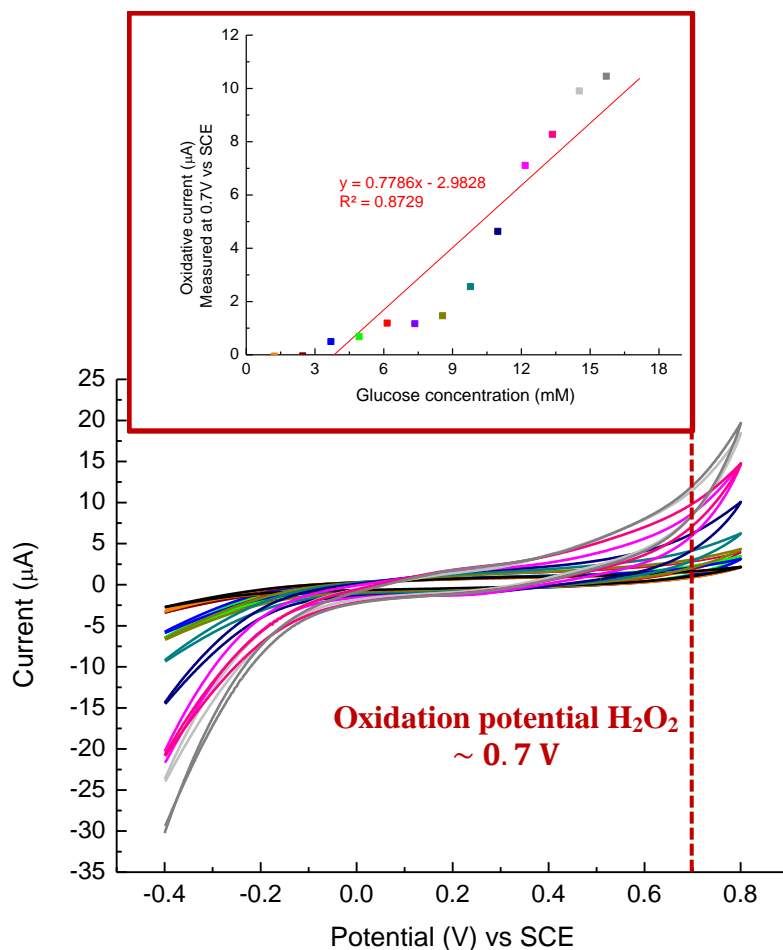 12
10
8
6
4
2
0
0 3 6 9 12 15 18
Oxidative current (μA)
Measured at 0.7V vs SCE
y = 0.7786x - 2.9828
R² = 0.8729
Glucose concentration (mM)
25
20
15
10
5
0
-5
-10
-15
-20
-25
-30
-35
Current (μA)
Oxidation potential H₂O₂
~ 0.7 V
-0.4 -0.2 0.0 0.2 0.4 0.6 0.8
Potential (V) vs SCE